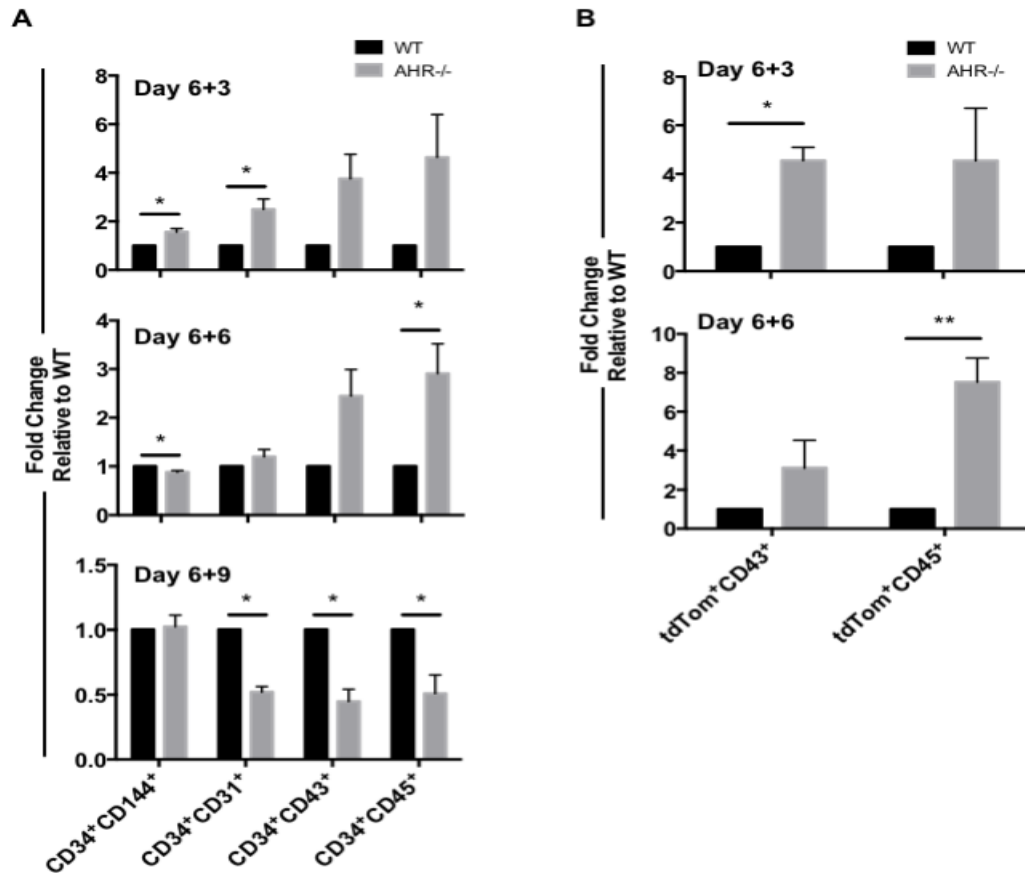 A
WT
AHR-/-
Fold Change
Relative to WT
Day 6+3
8
6
4
2
0
*
*
Day 6+6
4
3
2
1
0
*
*
Day 6+9
1.5
1.0
0.5
0.0
*
*
*
CD34+CD144+
CD34+CD31+
CD34+CD43+
CD34+CD45+
B
WT
AHR-/-
Fold Change
Relative to WT
Day 6+3
8
6
4
2
0
*
Day 6+6
10
8
6
4
2
0
**
tdTom+CD43+
tdTom+CD45+